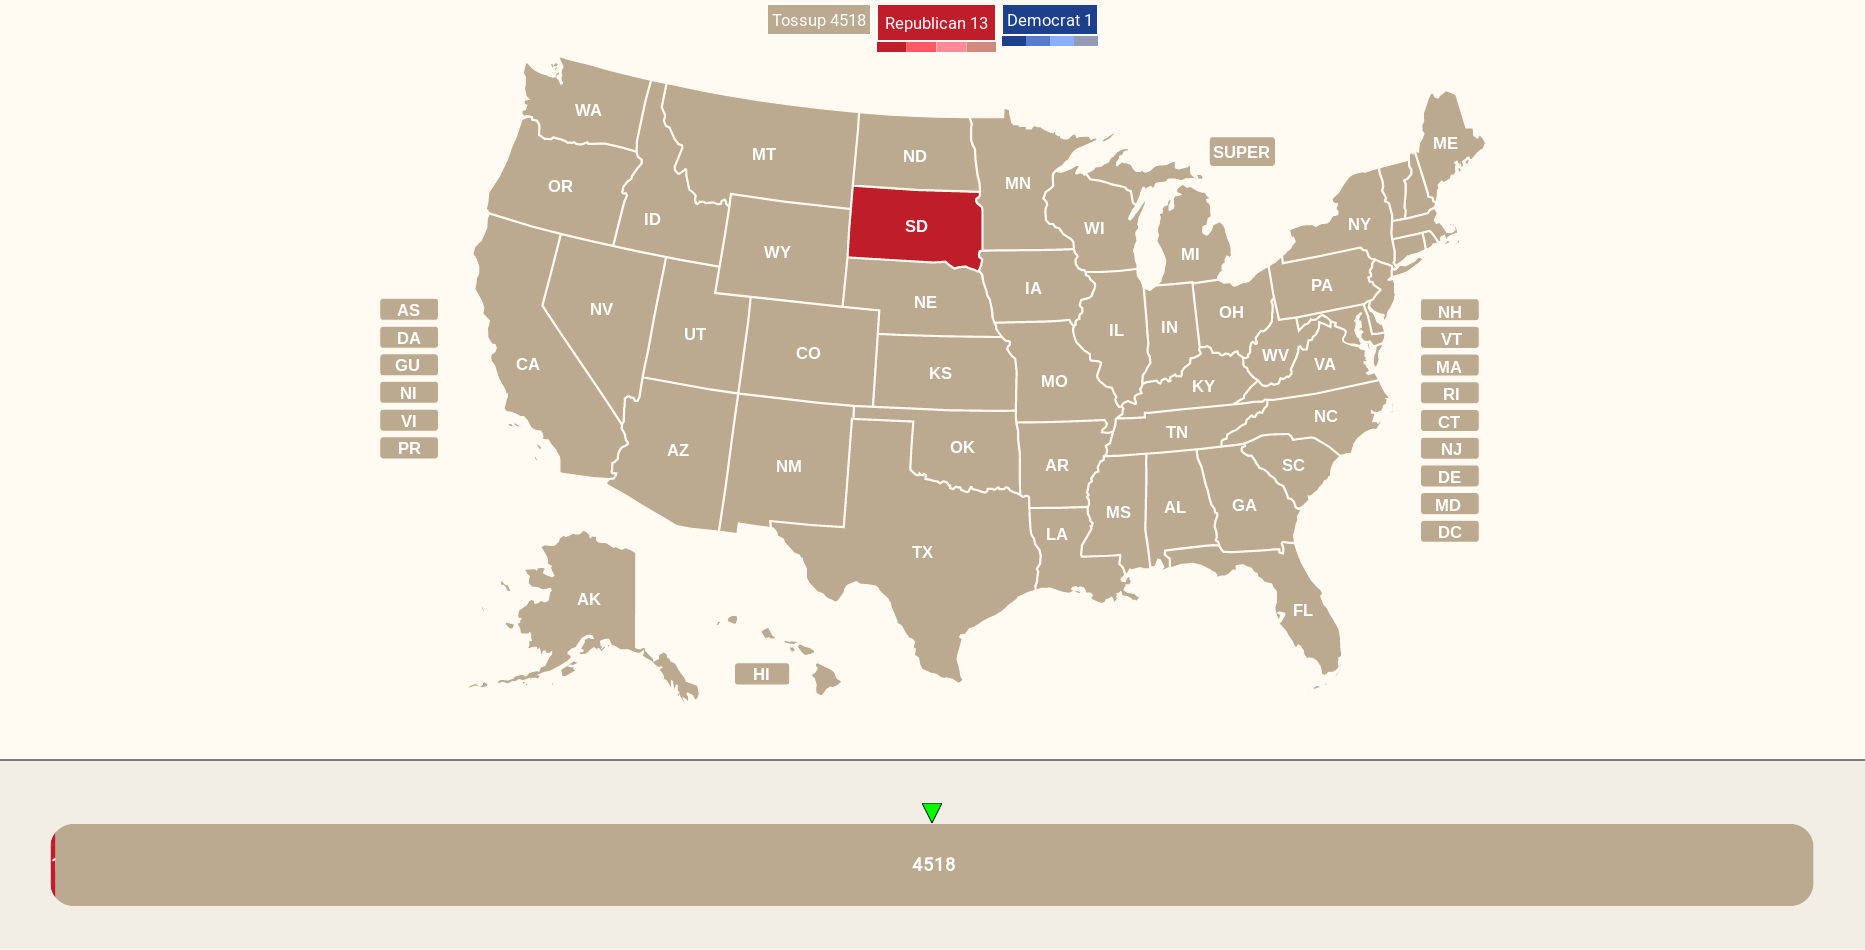 Tossup 4518
Republican 13
Democrat 1
WA
MT
ND
MN
SUPER
ME
OR
ID
SD
WI
MI
NY
WY
NV
UT
CO
NE
IA
IL
IN
OH
PA
CA
KS
MO
KY
WV
VA
AZ
NM
OK
AR
TN
NC
SC
MS
AL
GA
LA
TX
FL
AK
HI
AS
DA
GU
NI
VI
PR
NH
VT
MA
RI
CT
NJ
DE
MD
DC
4518